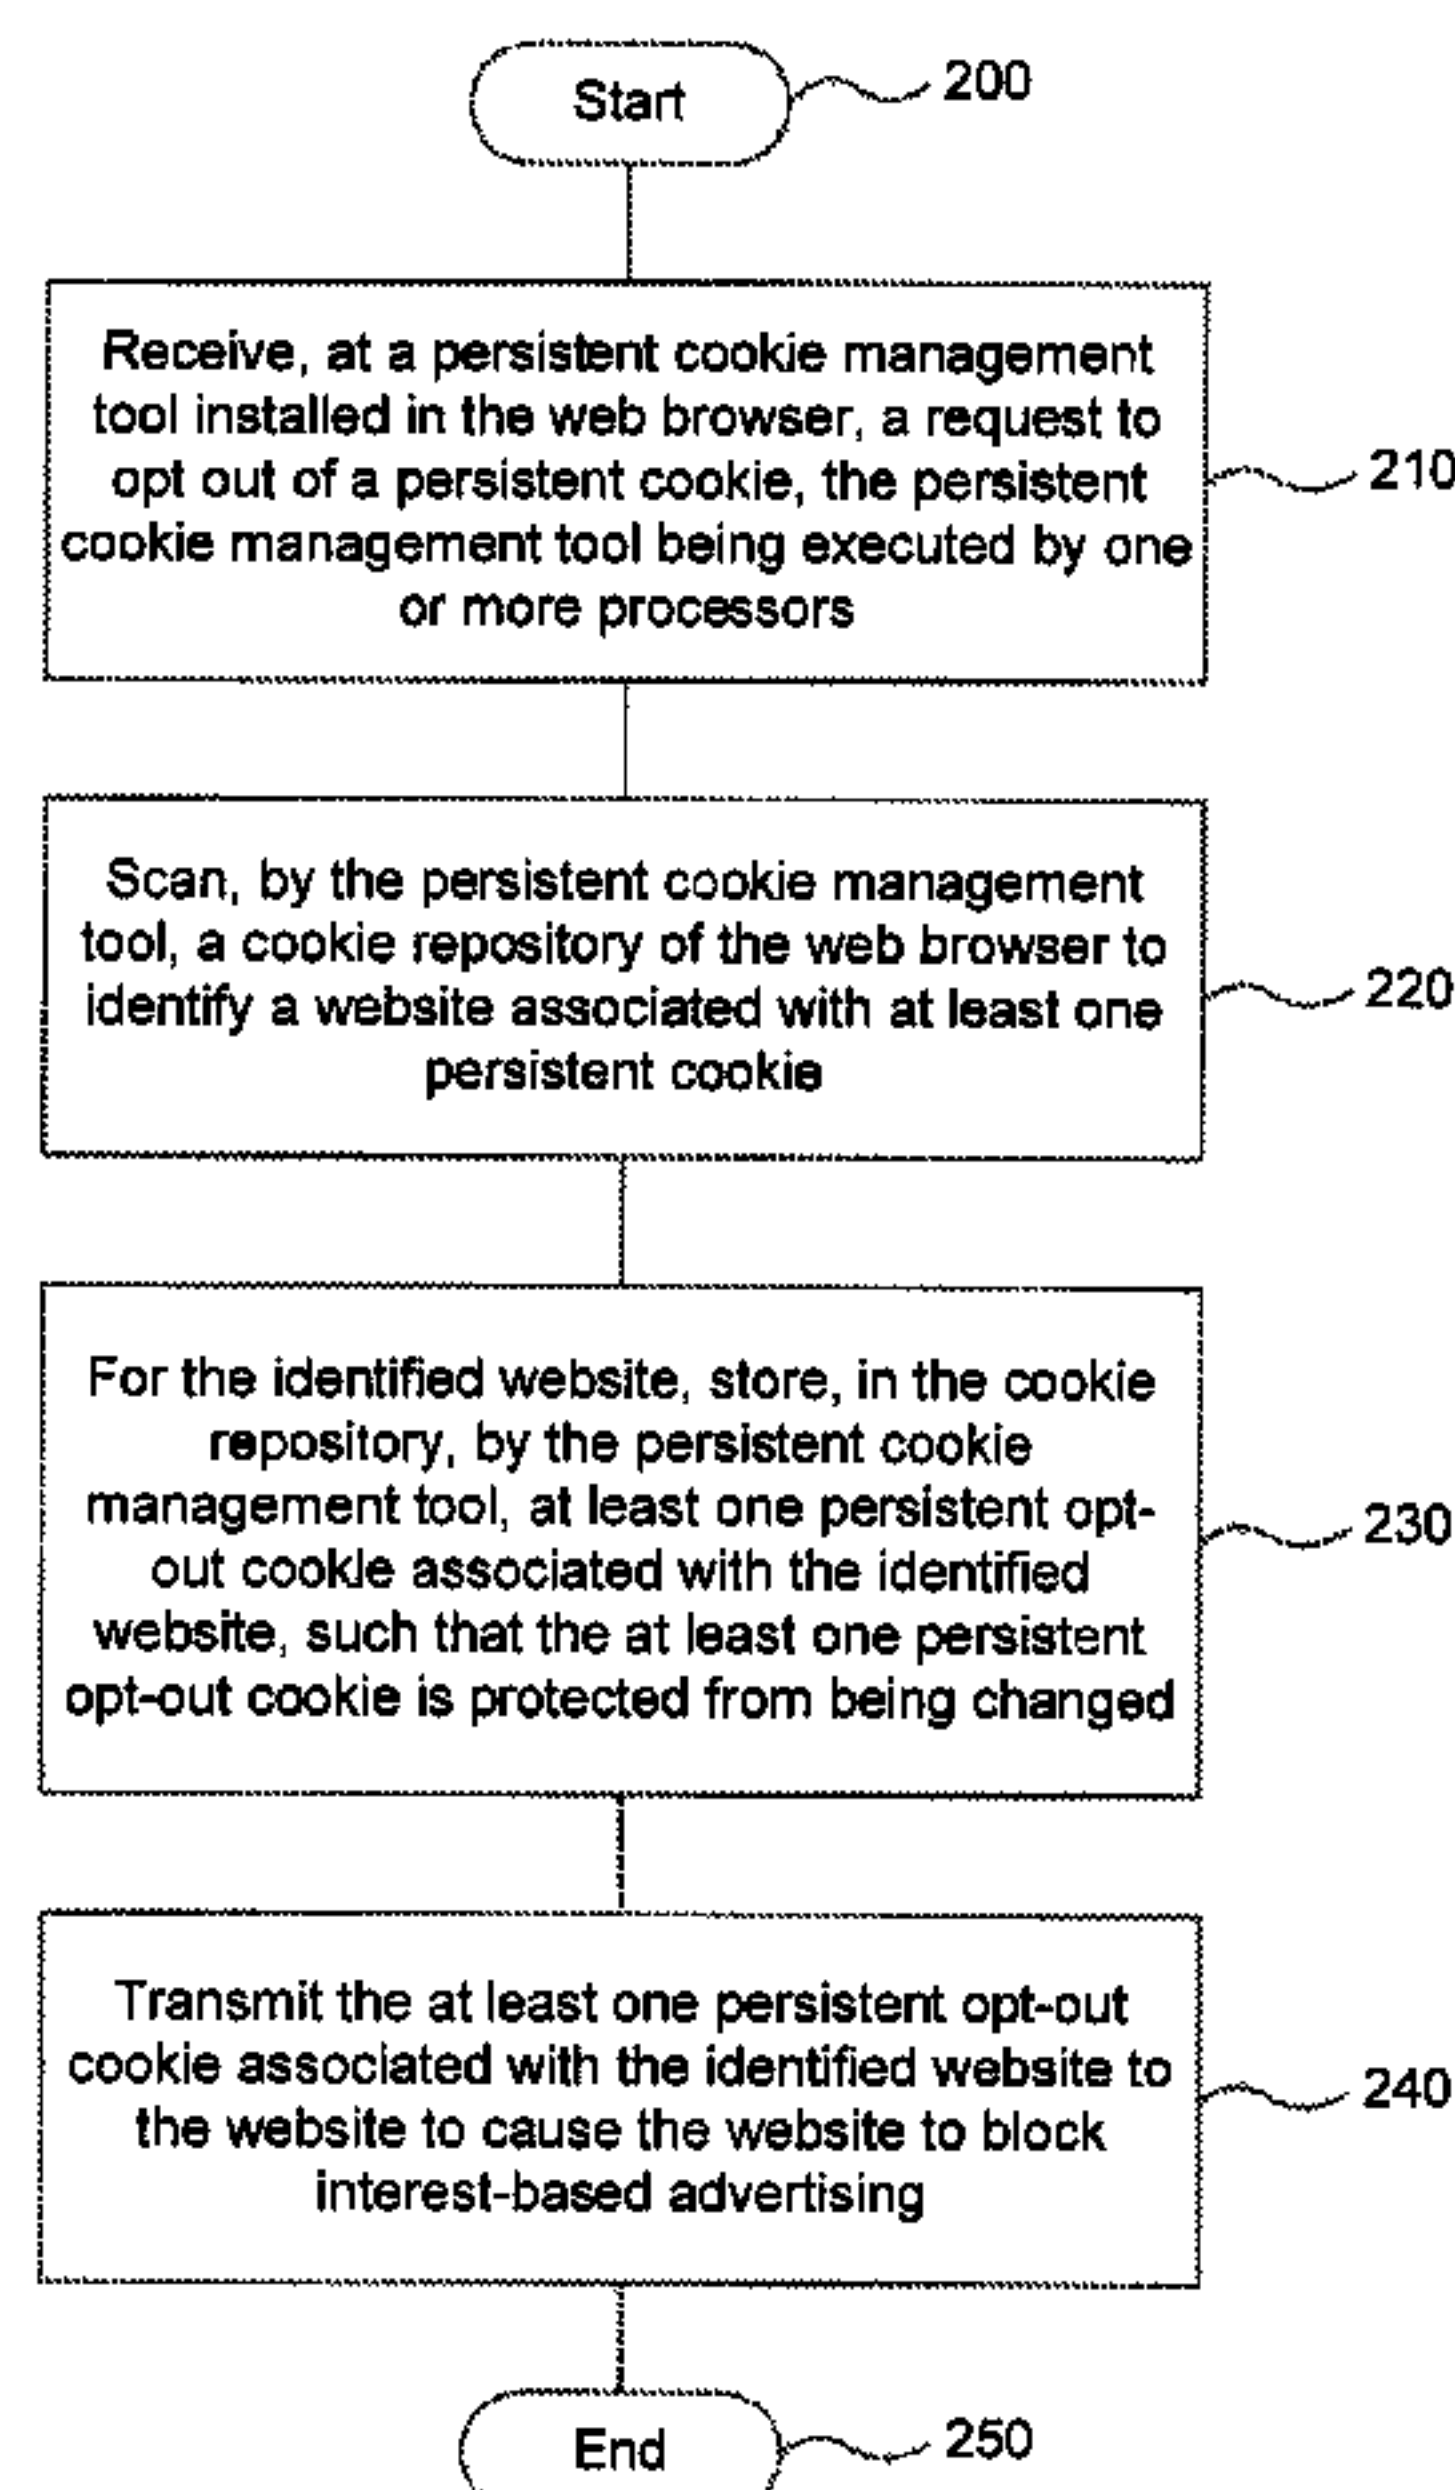 Start
200
Receive, at a persistent cookie management
tool installed in the web browser, a request to
opt out of a persistent cookie, the persistent
cookie management tool being executed by one
or more processors
210
Scan, by the persistent cookie management
tool, a cookie repository of the web browser to
identify a website associated with at least one
persistent cookie
220
For the identified website, store, in the cookie
repository, by the persistent cookie
management tool, at least one persistent opt-
out cookie associated with the identified
website, such that the at least one persistent
opt-out cookie is protected from being changed
230
Transmit the at least one persistent opt-out
cookie associated with the identified website to
the website to cause the website to block
interest-based advertising
240
End
250